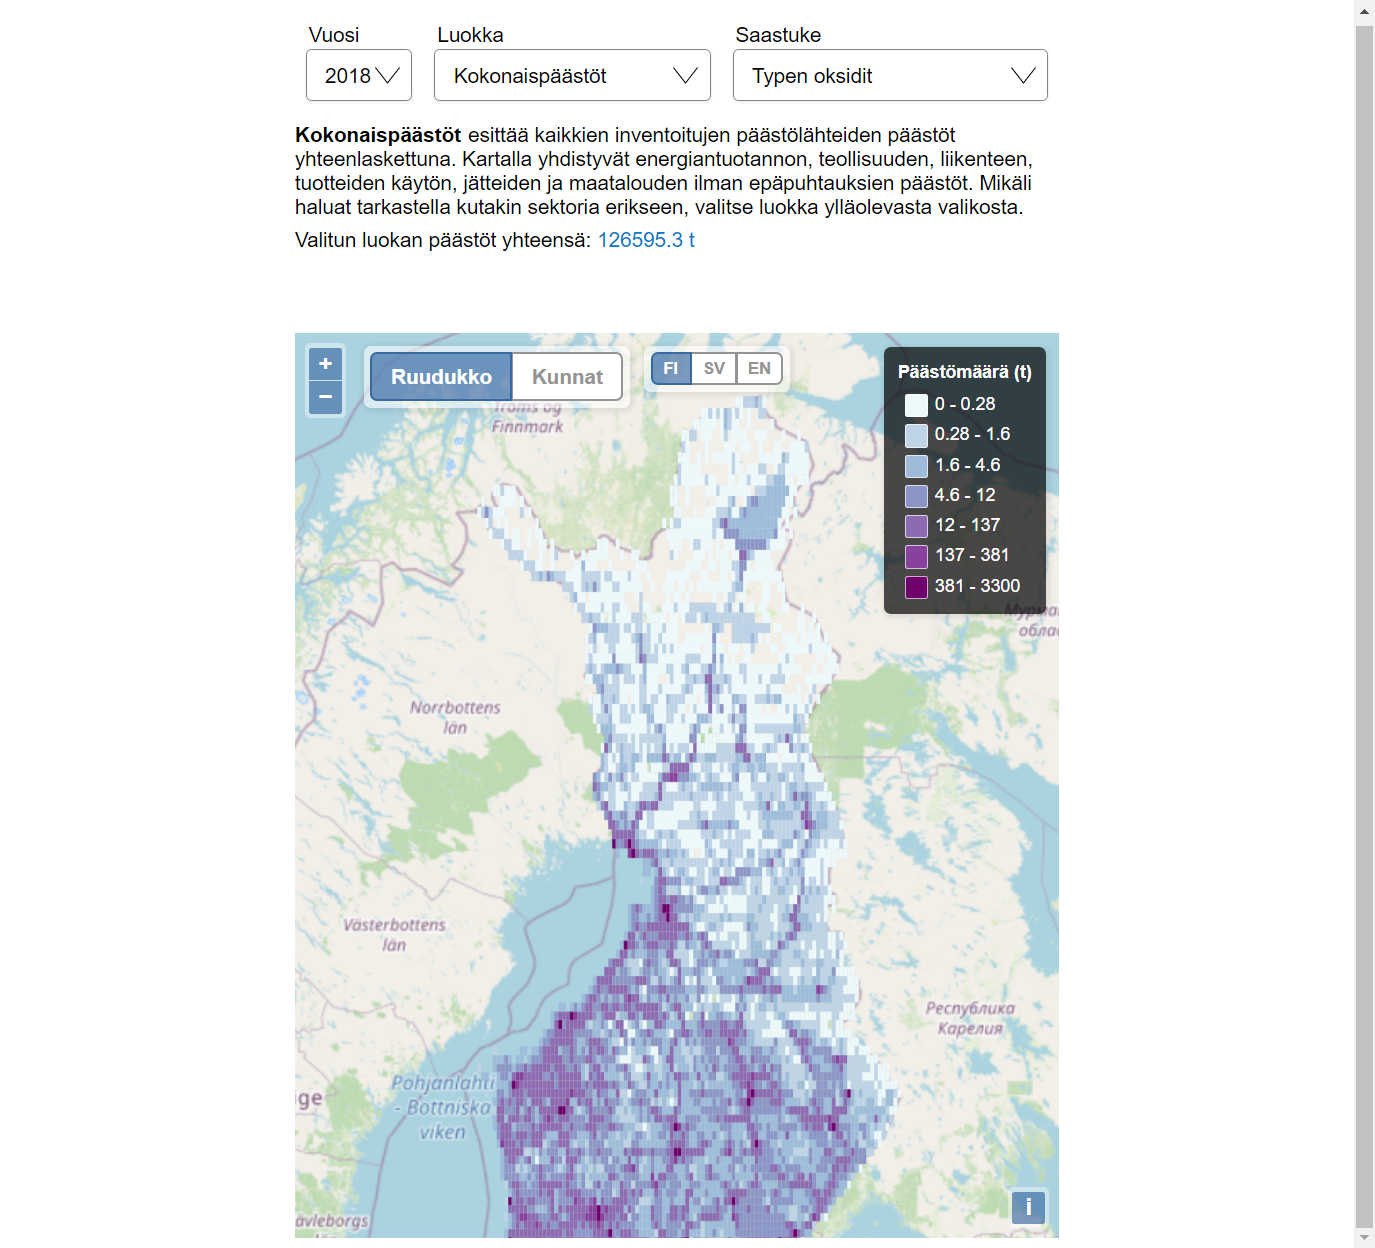 Vuosi
Luokka
Saastuke
2018
Kokonaispäästöt
Typen oksidit
Kokonaispäästöt esittää kaikkien inventoitujen päästölähteiden päästöt
yhteenlaskettuna. Kartalla yhdistyvät energiantuotannon, teollisuuden, liikenteen,
tuotteiden käytön, jätteiden ja maatalouden ilman epäpuhtauksien päästöt. Mikäli
haluat tarkastella kutakin sektoria erikseen, valitse luokka ylläolevasta valikosta.
Valitun luokan päästöt yhteensä: 126595.3 t
+
−
Ruudukko
Kunnat
FI
SV
EN
Päästömäärä (t)
0 - 0.28
0.28 - 1.6
1.6 - 4.6
4.6 - 12
12 - 137
137 - 381
381 - 3300
Troms og
Finnmark
Norrbottens
län
Västerbottens
län
Республика
Карелия
Pohjanlahti
- Bottniska
viken
ävleborgs
i